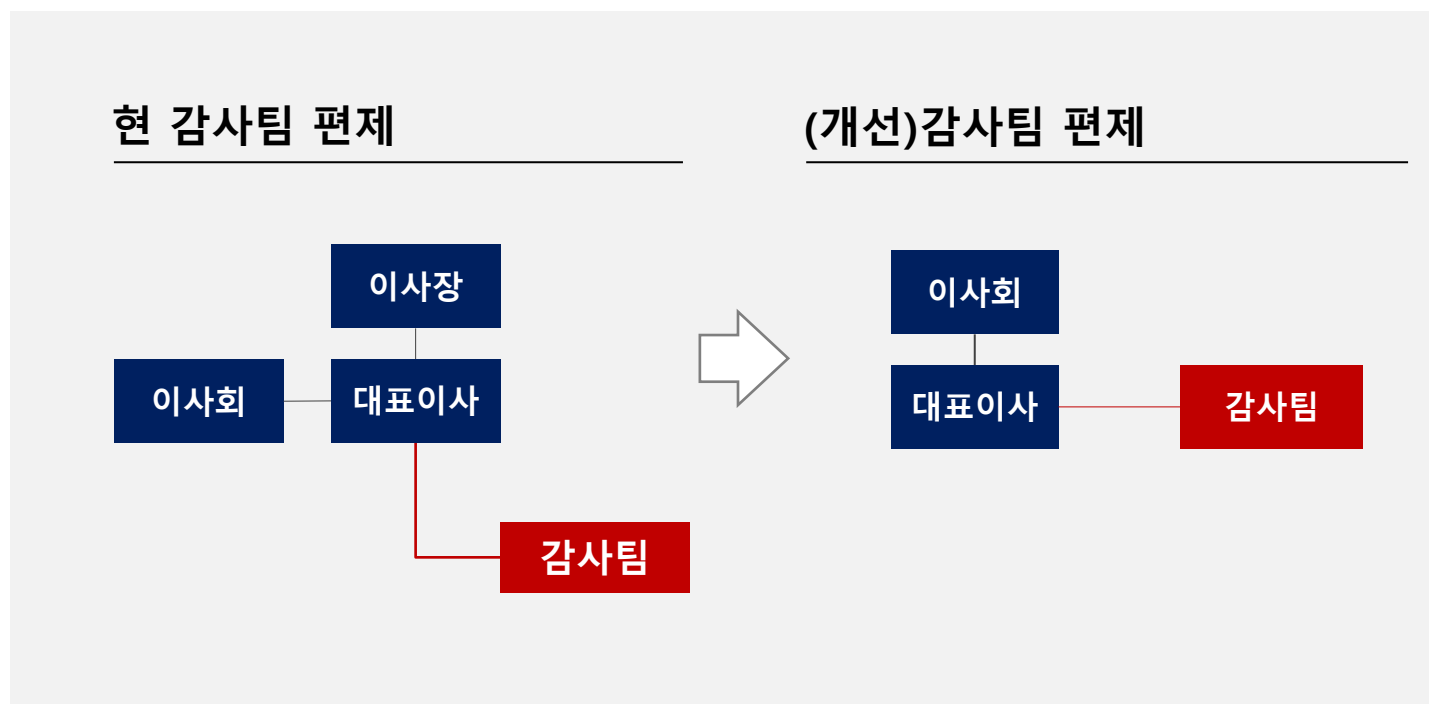 현 감사팀 편제
이사장
이사회
대표이사
감사팀
(개선)감사팀 편제
이사회
대표이사
감사팀